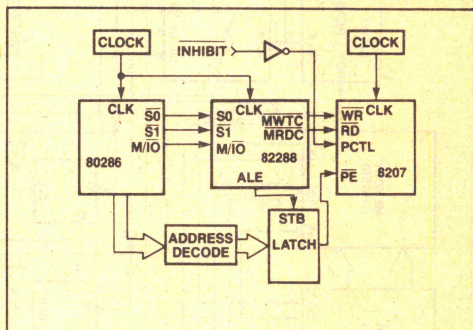 CLOCK
INHIBIT
CLOCK
CLK
S0
S1
M/IO
80286
CLK
S0
S1
M/IO
MWTC
MRDC
82288
ALE
CLK
WR
RD
PCTL
8207
PE
STB
LATCH
ADDRESS
DECODE